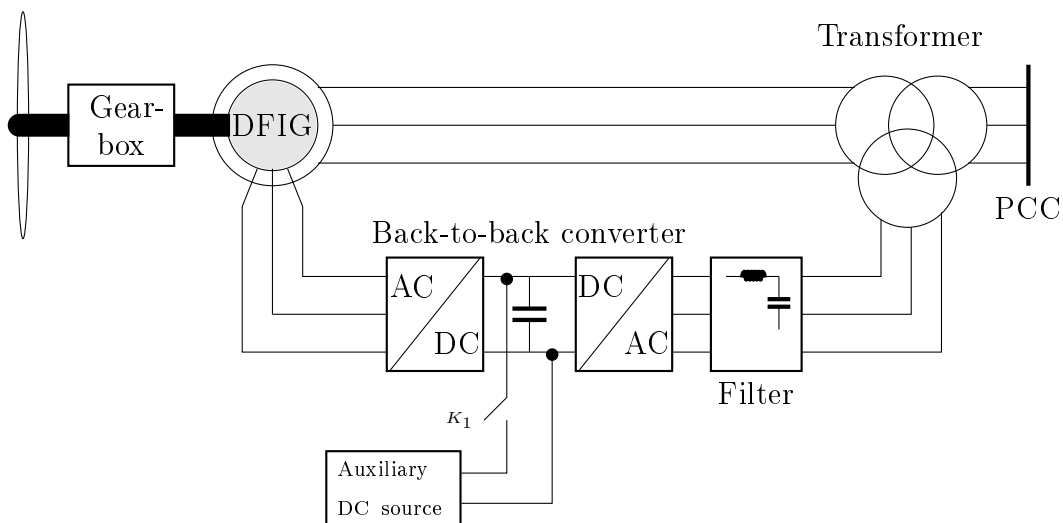 Transformer
Gear-
box
DFIG
PCC
Back-to-back converter
AC
DC
DC
AC
Filter
K1
Auxiliary
DC source